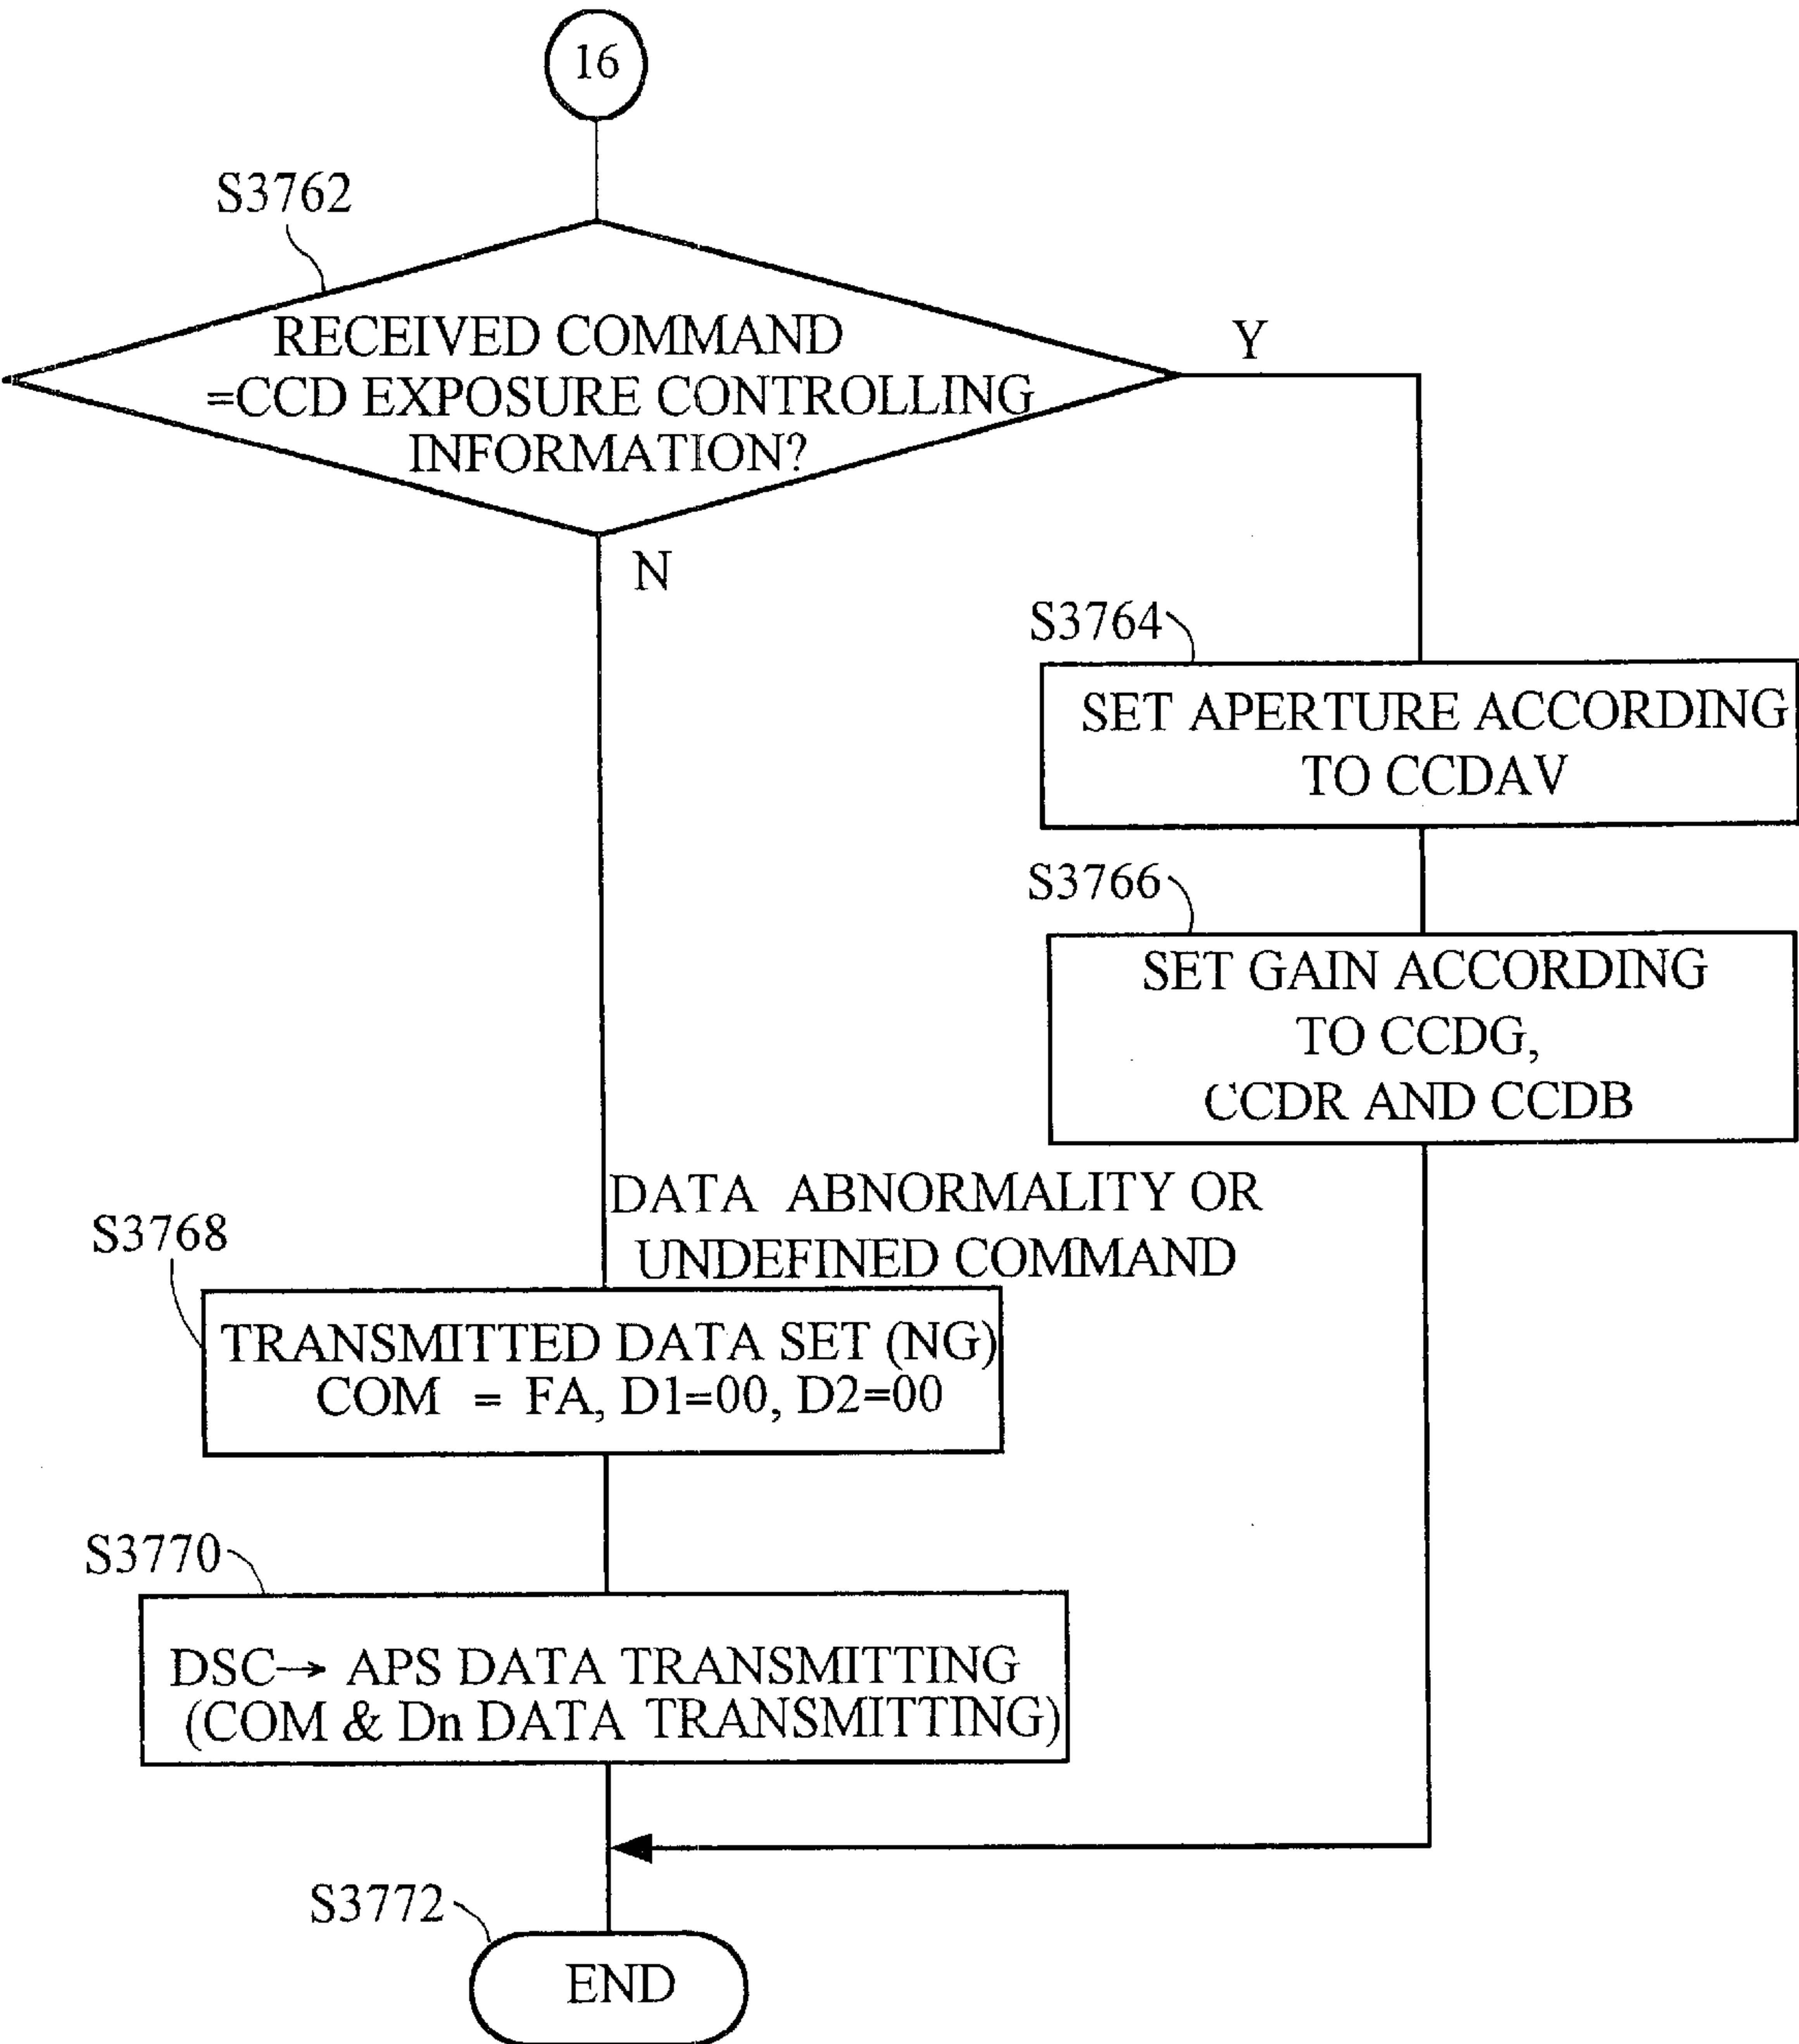 16
S3762
RECEIVED COMMAND
=CCD EXPOSURE CONTROLLING
INFORMATION?
Y
N
S3764
SET APERTURE ACCORDING
TO CCDAV
S3766
SET GAIN ACCORDING
TO CCDG,
CCDR AND CCDB
DATA ABNORMALITY OR
UNDEFINED COMMAND
S3768
TRANSMITTED DATA SET (NG)
COM = FA, D1=00, D2=00
S3770
DSC→ APS DATA TRANSMITTING
(COM & Dn DATA TRANSMITTING)
S3772
END